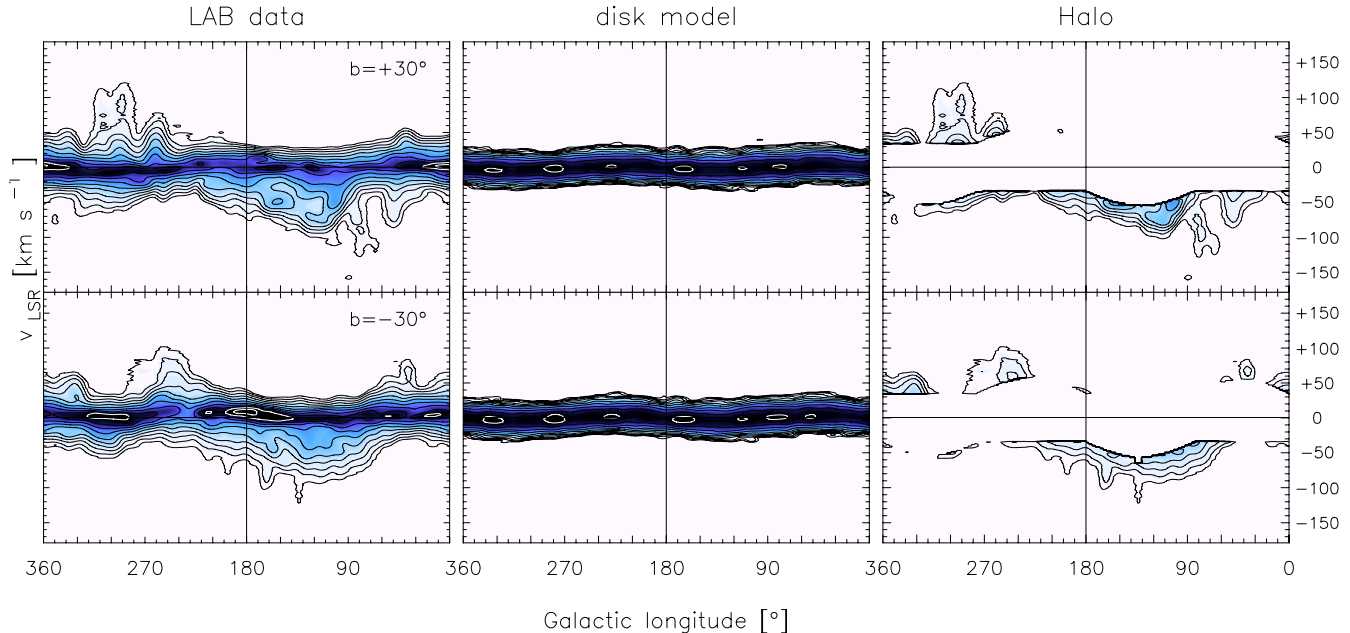 LAB data
disk model
Halo
b=+30°
+150
+100
+50
0
-50
-100
-150
b=-30°
+150
+100
+50
0
-50
-100
-150
v LSR [km s⁻¹]
360 270 180 90 360 270 180 90 360 270 180 90 0
Galactic longitude [°]